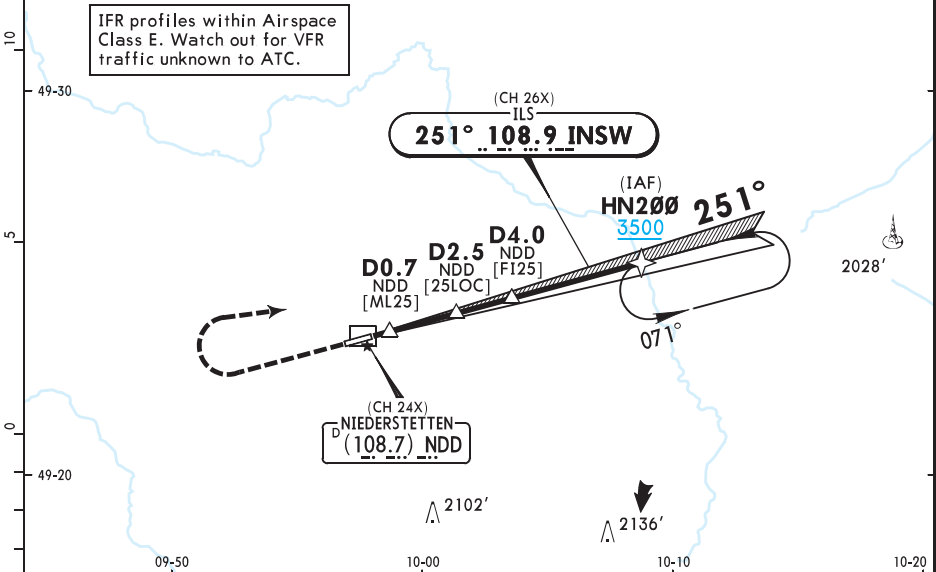 IFR profiles within Airspace
Class E. Watch out for VFR
traffic unknown to ATC.
10
49-30
(CH 26X)
ILS
251° 108.9 INSW
(IAF)
HN2ØØ
3500
251°
5
D4.0
NDD
[FI25]
D2.5
NDD
[25LOC]
D0.7
NDD
[ML25]
2028'
071°
(CH 24X)
NIEDERSTETTEN
D (108.7) NDD
0
49-20
2102'
2136'
09-50
10-00
10-10
10-20